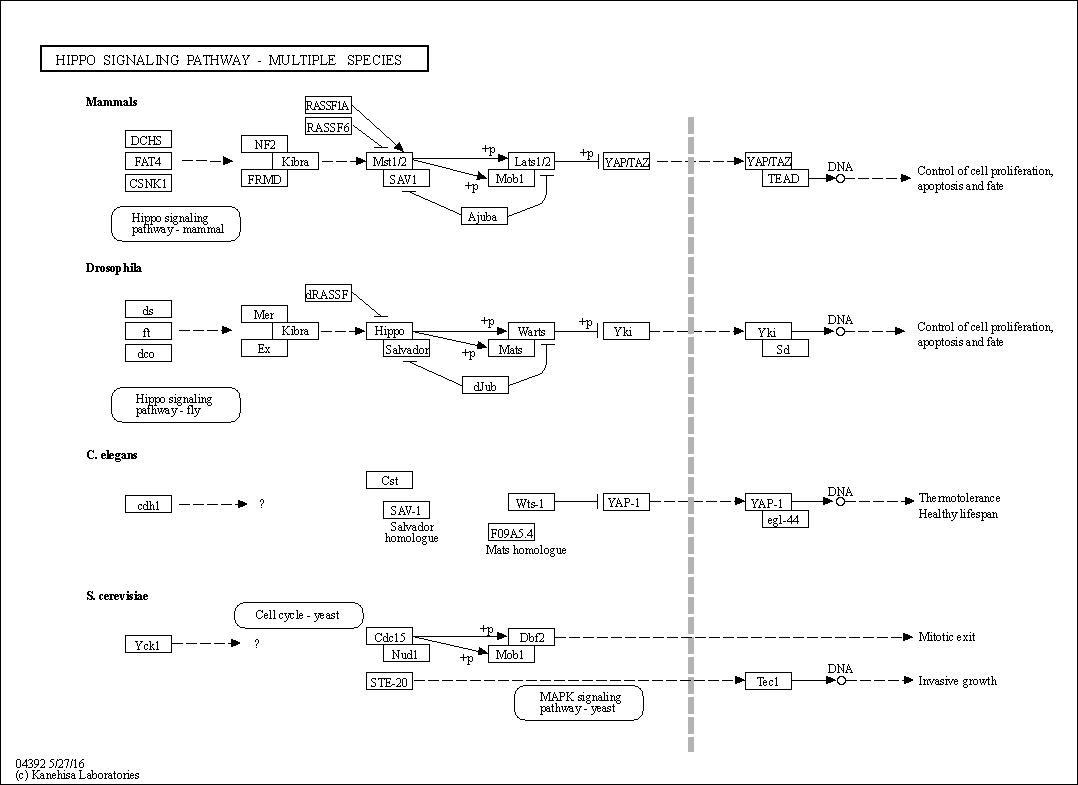 HIPPO SIGNALING PATHWAY - MULTIPLE SPECIES
Mammals
RASSF1A
RASSF6
DCHS
FAT4
CSNK1
NF2
Kibra
FRMD
Mst1/2
SAV1
+p
+p
Lats1/2
Mob1
+p
YAP/TAZ
YAP/TAZ
TEAD
DNA
Control of cell proliferation,
apoptosis and fate
Ajuba
Hippo signaling
pathway - mammal
Drosophila
dRASSF
ds
ft
dco
Mer
Kibra
Ex
Hippo
Salvador
+p
+p
Warts
Mats
+p
Yki
Yki
Sd
DNA
Control of cell proliferation,
apoptosis and fate
dJub
Hippo signaling
pathway - fly
C. elegans
cdh1
?
Cst
SAV-1
Salvador
homologue
Wts-1
F09A5.4
Mats homologue
YAP-1
YAP-1
egl-44
DNA
Thermotolerance
Healthy lifespan
S. cerevisiae
Cell cycle - yeast
Yck1
?
Cdc15
Nud1
+p
+p
Dbf2
Mob1
Mitotic exit
STE-20
Tec1
DNA
Invasive growth
MAPK signaling
pathway - yeast
04392 5/27/16
(c) Kanehisa Laboratories